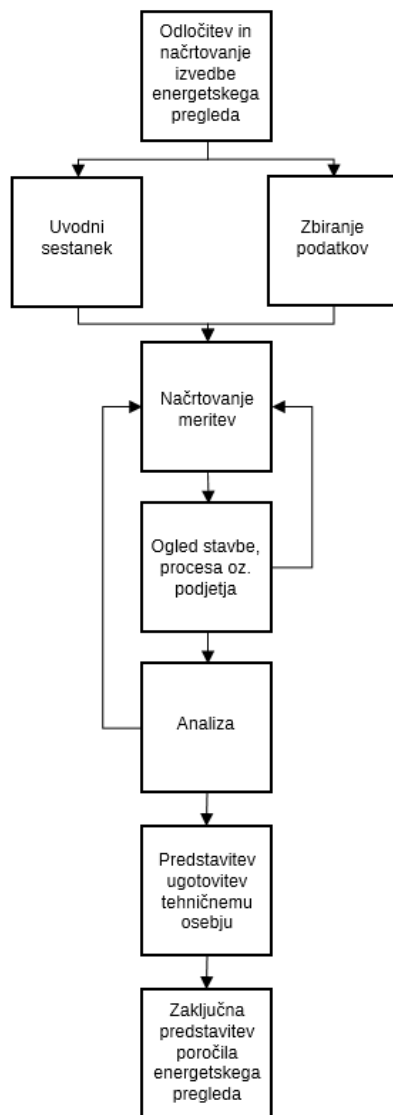 Odločitev in
načrtovanje
izvedbe
energetskega
pregleda
Uvodni
sestanek
Zbiranje
podatkov
Načrtovanje
meritev
Ogled stavbe,
procesa oz.
podjetja
Analiza
Predstavitev
ugotovitev
tehničnemu
osebju
Zaključna
predstavitev
poročila
energetskega
pregleda